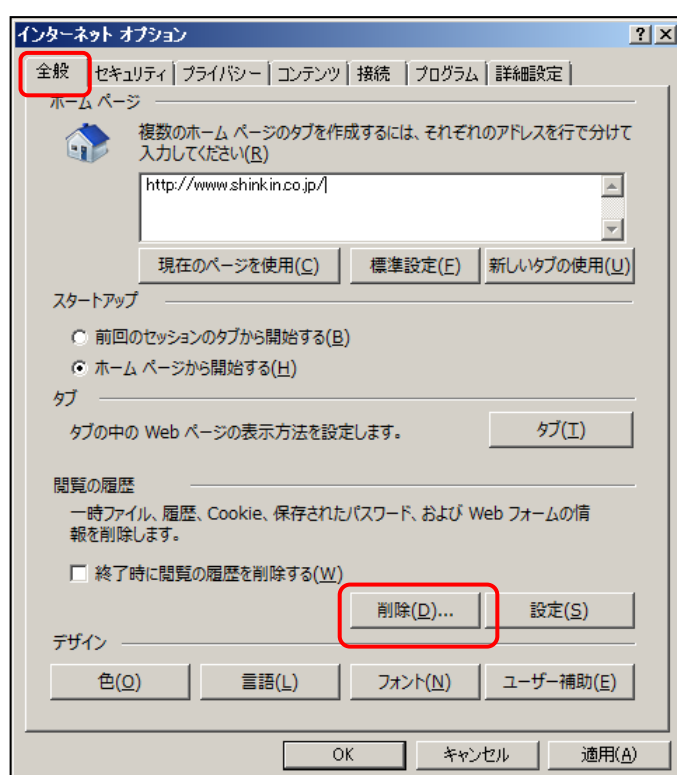 インターネット オプション
全般 セキュリティ プライバシー コンテンツ 接続 プログラム 詳細設定
ホーム ページ
複数のホーム ページのタブを作成するには、それぞれのアドレスを行で分けて
入力してください(R)
http://www.shinkin.co.jp/
現在のページを使用(C) 標準設定(F) 新しいタブの使用(U)
スタートアップ
前回のセッションのタブから開始する(B)
ホーム ページから開始する(H)
タブ
タブの中の Web ページの表示方法を設定します。 タブ(T)
閲覧の履歴
一時ファイル、履歴、Cookie、保存されたパスワード、および Web フォームの情
報を削除します。
終了時に閲覧の履歴を削除する(W)
削除(D)... 設定(S)
デザイン
色(O) 言語(L) フォント(N) ユーザー補助(E)
OK キャンセル 適用(A)